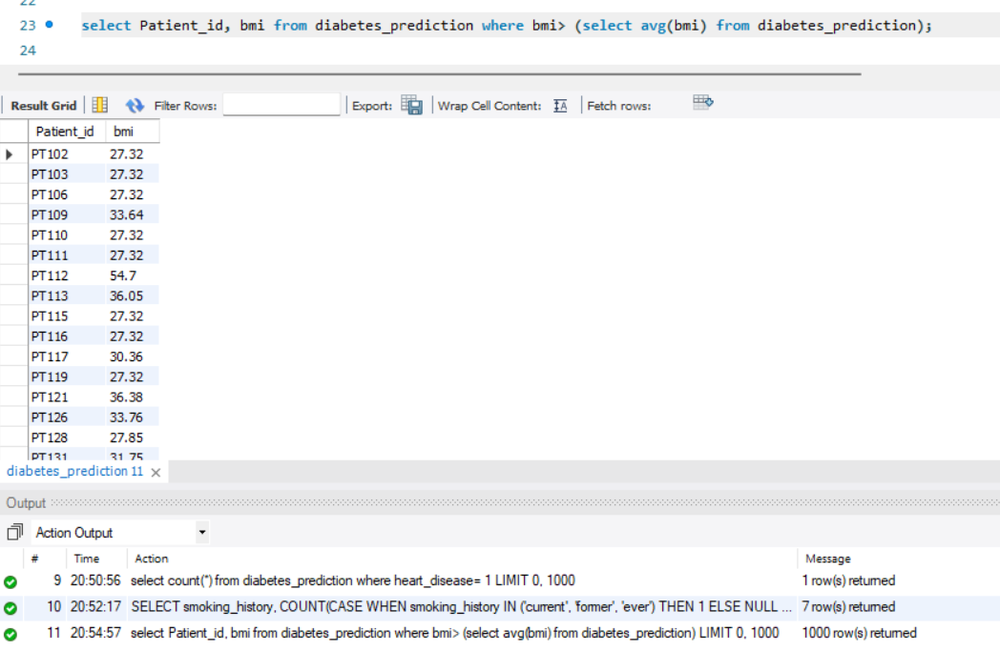 22
23 select Patient_id, bmi from diabetes_prediction where bmi> (select avg(bmi) from diabetes_prediction);
24
Result Grid Filter Rows: Export: Wrap Cell Content: Fetch rows:
Patient_id bmi
PT102 27.32
PT103 27.32
PT106 27.32
PT109 33.64
PT110 27.32
PT111 27.32
PT112 54.7
PT113 36.05
PT115 27.32
PT116 27.32
PT117 30.36
PT119 27.32
PT121 36.38
PT126 33.76
PT128 27.85
PT131 31.75
diabetes_prediction 11
Output
Action Output
# Time Action Message
9 20:50:56 select count(*) from diabetes_prediction where heart_disease= 1 LIMIT 0, 1000 1 row(s) returned
10 20:52:17 SELECT smoking_history, COUNT(CASE WHEN smoking_history IN ('current', 'former', 'ever') THEN 1 ELSE NULL ... 7 row(s) returned
11 20:54:57 select Patient_id, bmi from diabetes_prediction where bmi> (select avg(bmi) from diabetes_prediction) LIMIT 0, 1000 1000 row(s) returned